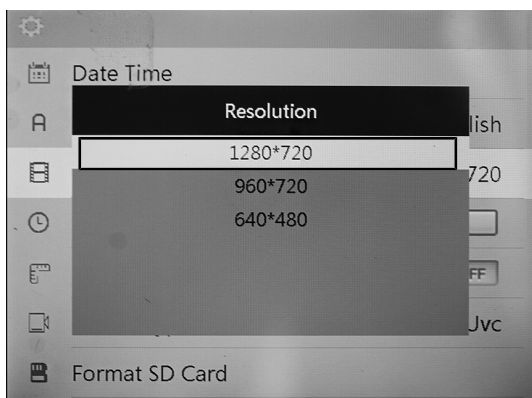 Date Time
Resolution
lish
1280*720
720
960*720
640*480
FF
Uvc
Format SD Card